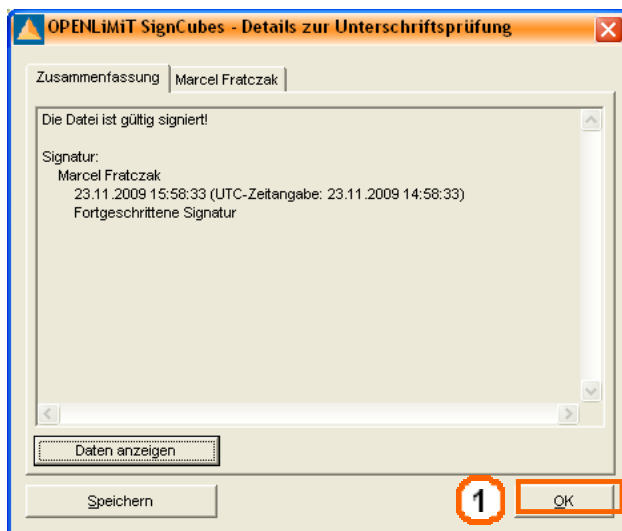 OPENLiMiT SignCubes - Details zur Unterschriftsprüfung
Zusammenfassung
Marcel Fratczak
Die Datei ist gültig signiert!
Signatur:
Marcel Fratczak
23.11.2009 15:58:33 (UTC-Zeitangabe: 23.11.2009 14:58:33)
Fortgeschrittene Signatur
Daten anzeigen
Speichern
1
OK